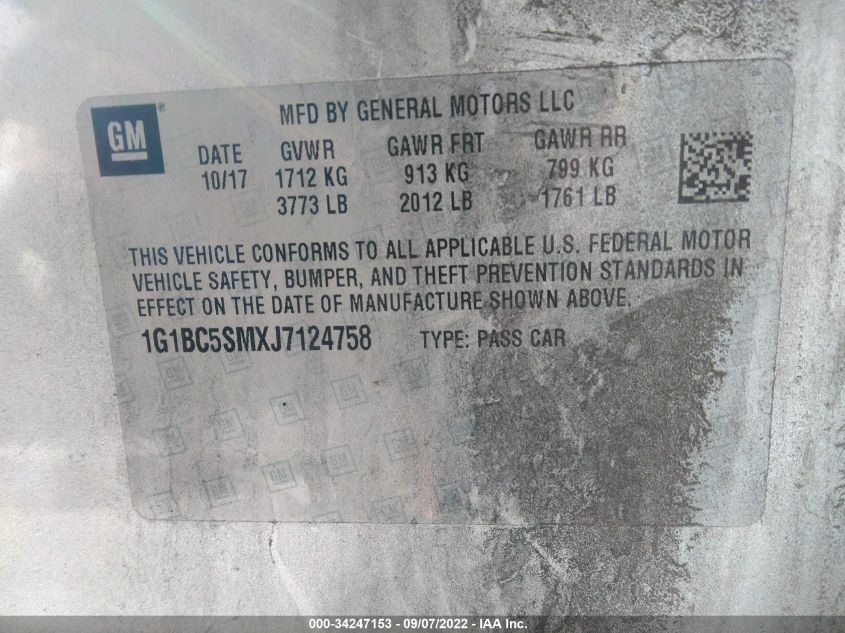 MFD BY GENERAL MOTORS LLC
GM ®
DATE GVWR GAWR FRT GAWR RR
10/17 1712 KG 913 KG 799 KG
3773 LB 2012 LB 1761 LB
THIS VEHICLE CONFORMS TO ALL APPLICABLE U.S. FEDERAL MOTOR
VEHICLE SAFETY, BUMPER, AND THEFT PREVENTION STANDARDS IN
EFFECT ON THE DATE OF MANUFACTURE SHOWN ABOVE.
1G1BC5SMXJ7124758 TYPE: PASS CAR
000-34247153 - 09/07/2022 - IAA Inc.